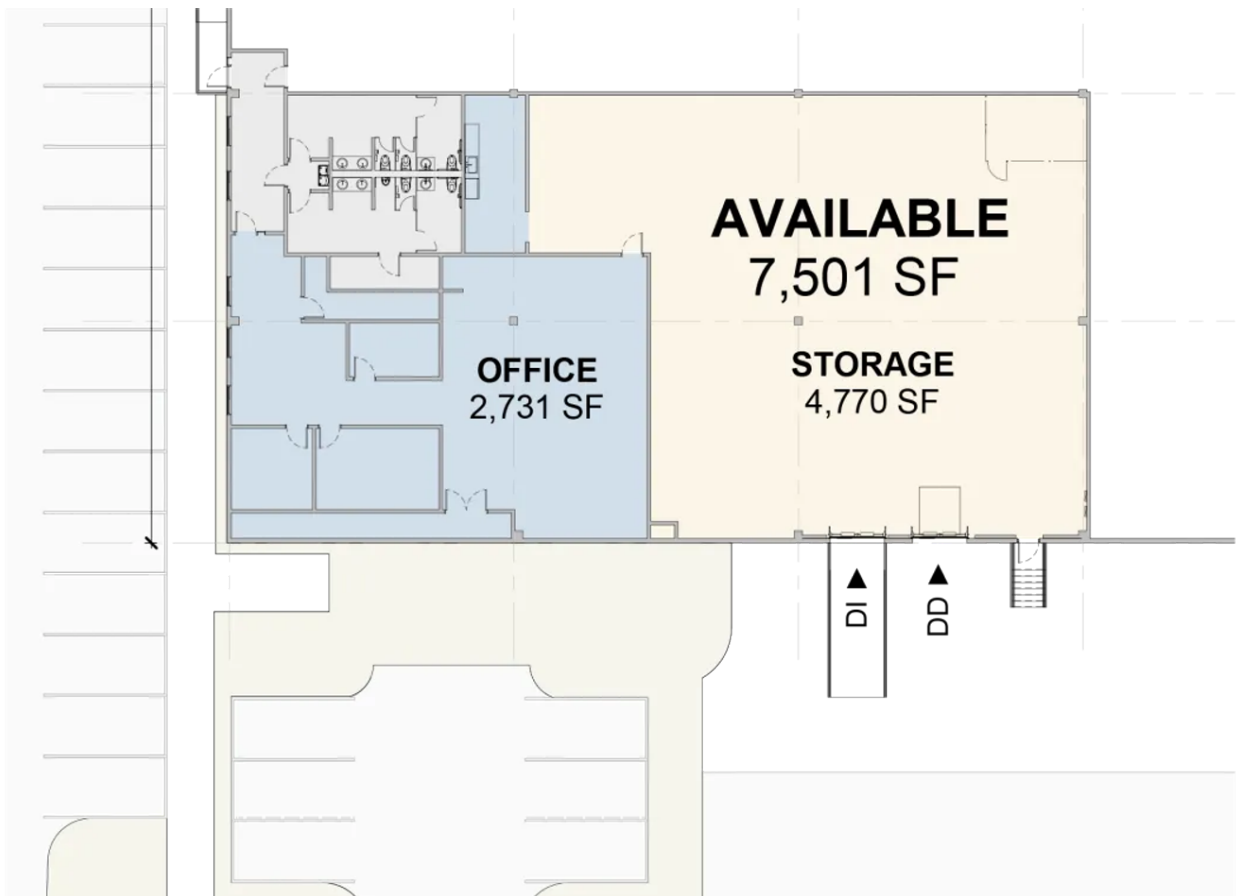 AVAILABLE
7,501 SF
OFFICE
2,731 SF
STORAGE
4,770 SF
DI
DD